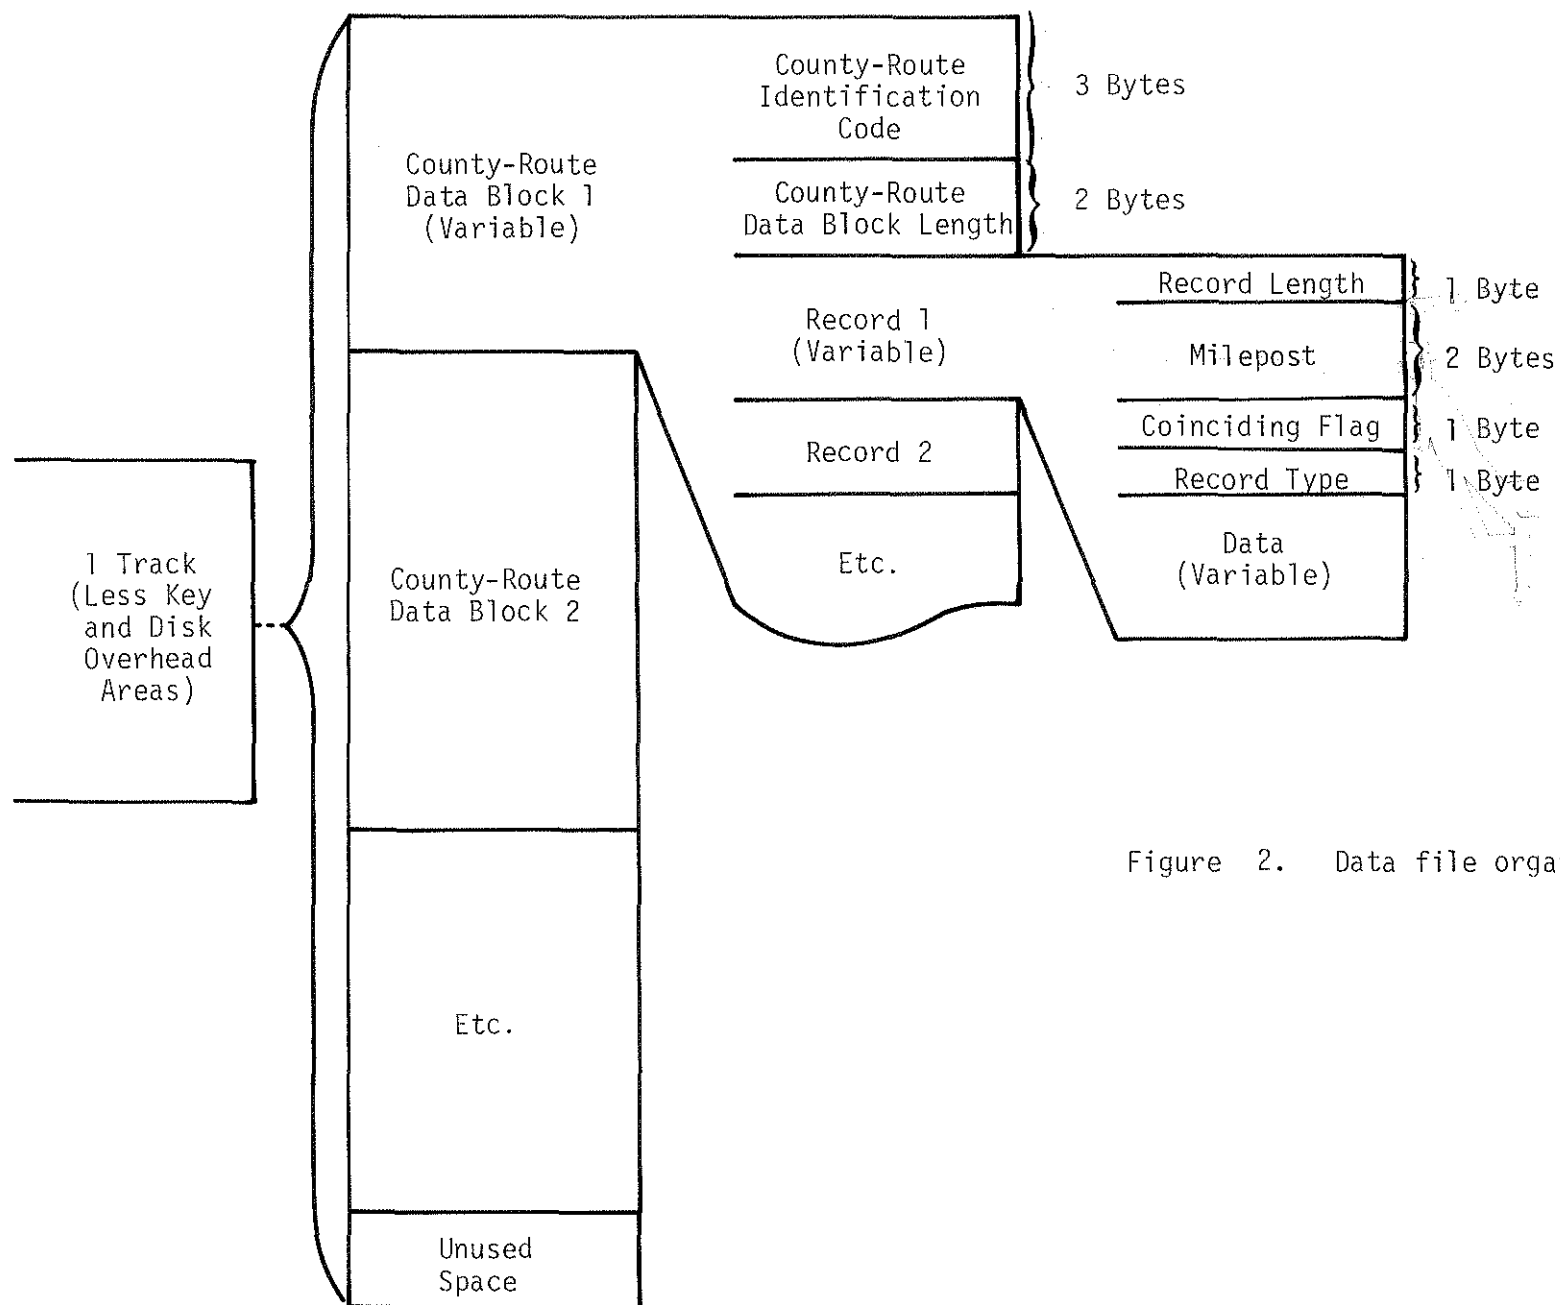 1 Track
(Less Key
and Disk
Overhead
Areas)
County-Route
Data Block 1
(Variable)
County-Route
Data Block 2
Etc.
Unused
Space
County-Route
Identification
Code
3 Bytes
County-Route
Data Block Length
2 Bytes
Record 1
(Variable)
Record 2
Etc.
Record Length
1 Byte
Milepost
2 Bytes
Coinciding Flag
1 Byte
Record Type
1 Byte
Data
(Variable)
Figure 2. Data file orga